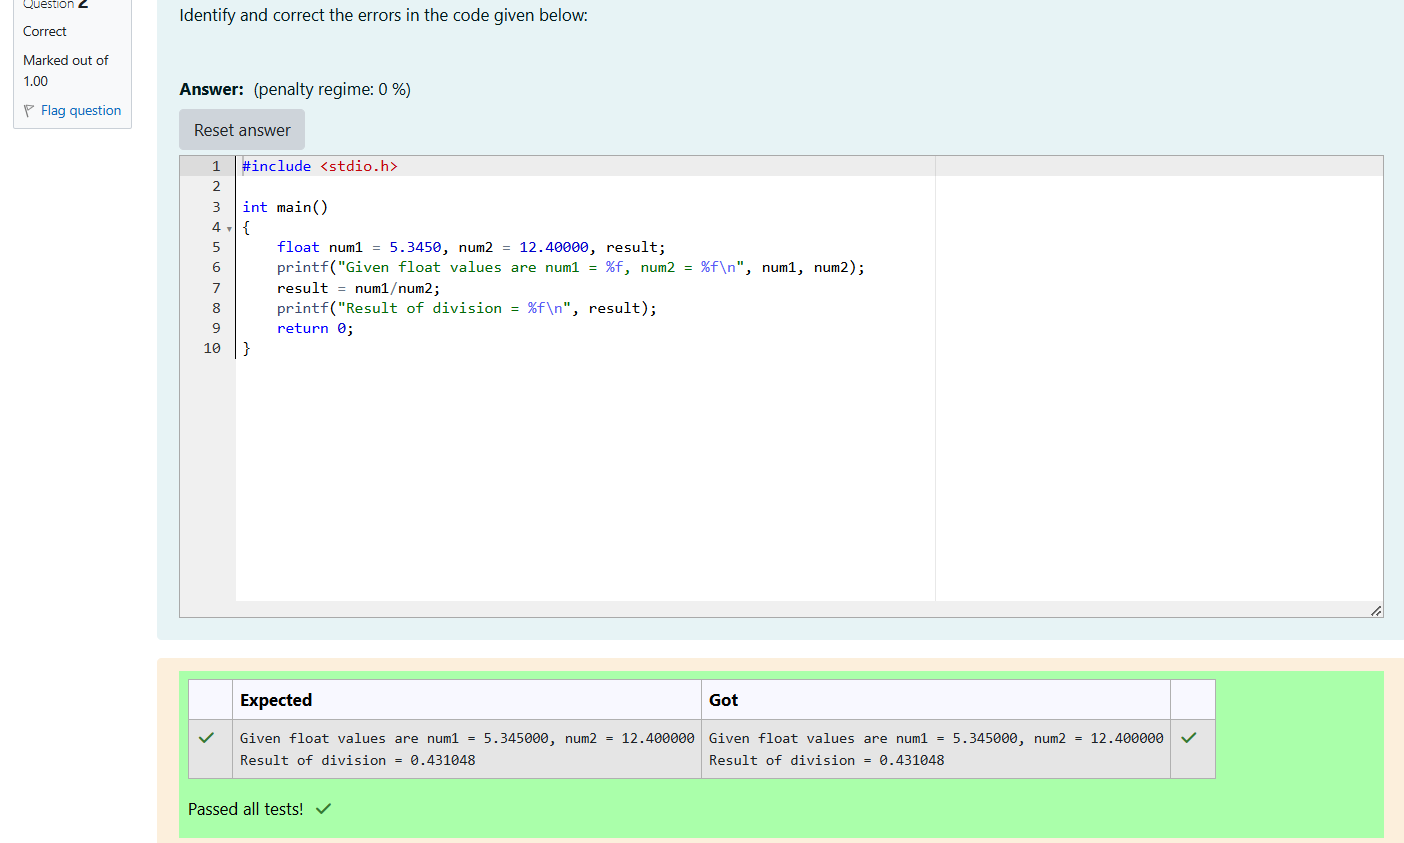 Question 2
Correct
Marked out of
1.00
Flag question
Identify and correct the errors in the code given below:
Answer: (penalty regime: 0 %)
Reset answer
1 #include <stdio.h>
2
3 int main()
4 {
5     float num1 = 5.3450, num2 = 12.40000, result;
6     printf("Given float values are num1 = %f, num2 = %f\n", num1, num2);
7     result = num1/num2;
8     printf("Result of division = %f\n", result);
9     return 0;
10 }
Expected Got
Given float values are num1 = 5.345000, num2 = 12.400000 Given float values are num1 = 5.345000, num2 = 12.400000
Result of division = 0.431048 Result of division = 0.431048
Passed all tests!